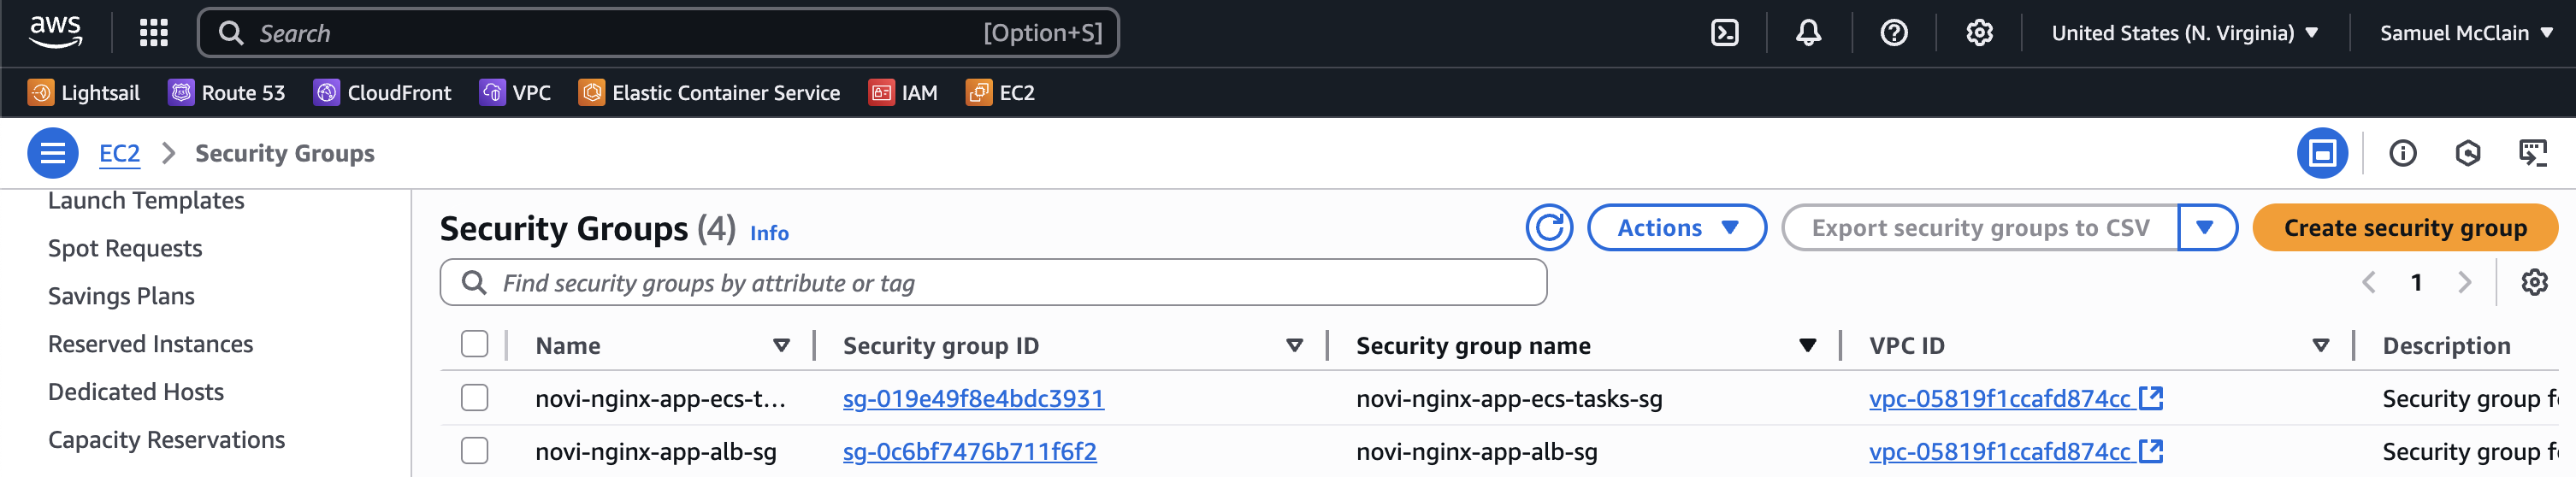 aws
Search [Option+S] United States (N. Virginia) Samuel McClain
Lightsail Route 53 CloudFront VPC Elastic Container Service IAM EC2
EC2 Security Groups
Launch Templates
Spot Requests
Savings Plans
Reserved Instances
Dedicated Hosts
Capacity Reservations
Security Groups (4) Info Actions Export security groups to CSV Create security group
Find security groups by attribute or tag 1
Name Security group ID Security group name VPC ID Description
novi-nginx-app-ecs-t... sg-019e49f8e4bdc3931 novi-nginx-app-ecs-tasks-sg vpc-05819f1ccafd874cc Security group f
novi-nginx-app-alb-sg sg-0c6bf7476b711f6f2 novi-nginx-app-alb-sg vpc-05819f1ccafd874cc Security group f